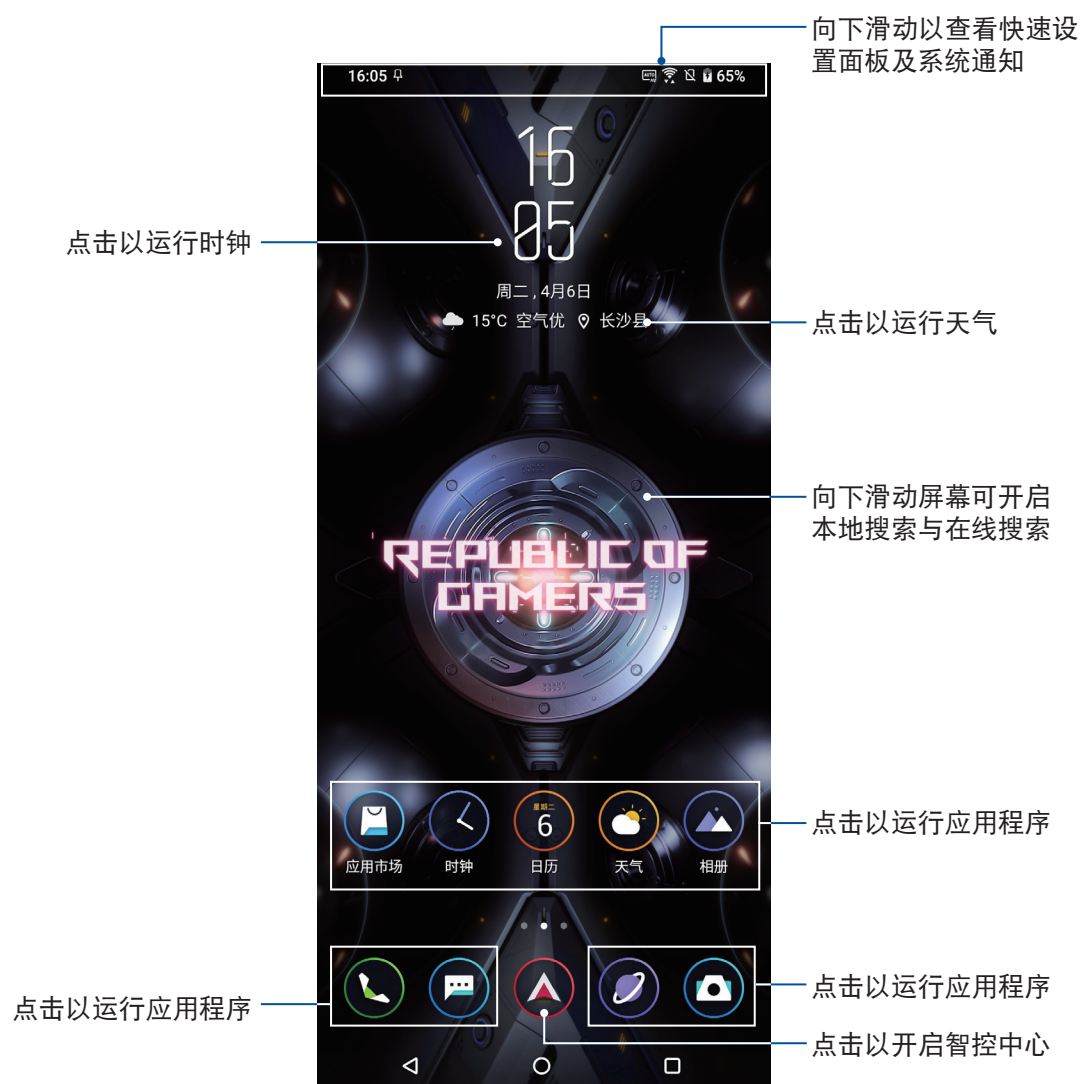 向下滑动以查看快速设
置面板及系统通知
16:05
AUTO
65%
16
05
点击以运行时钟
周二 , 4月6日
15°C 空气优 长沙县
点击以运行天气
向下滑动屏幕可开启
本地搜索与在线搜索
REPUBLIC OF
GAMERS
星期二
6
应用市场 时钟 日历 天气 相册
点击以运行应用程序
点击以运行应用程序
点击以运行应用程序
点击以开启智控中心